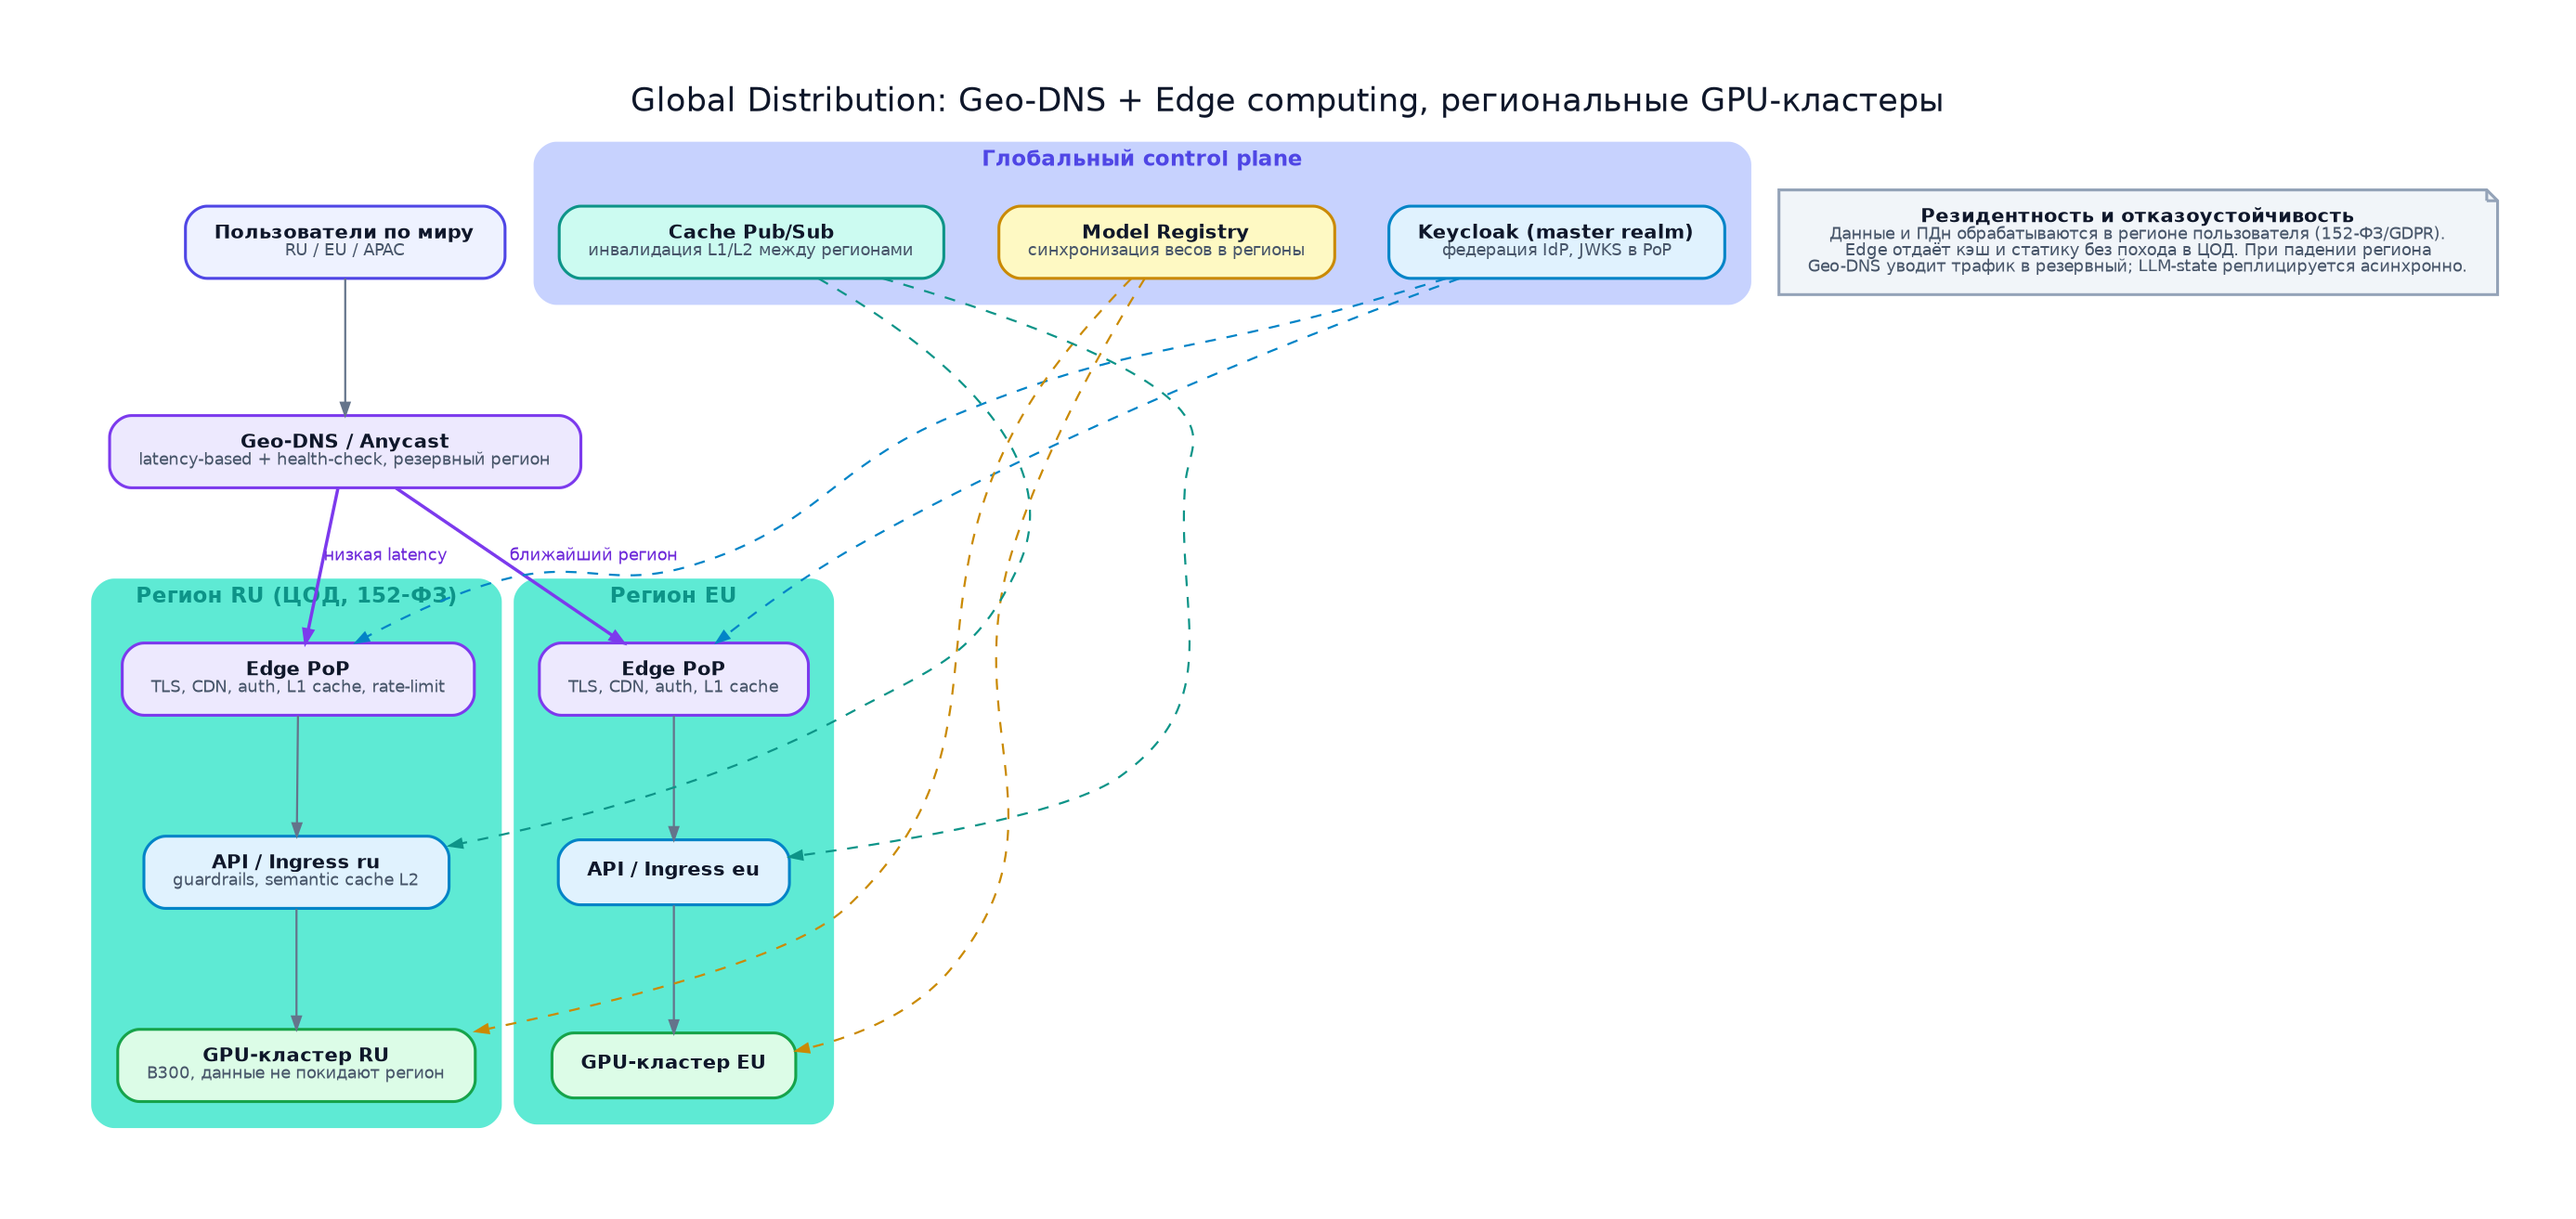 Global Distribution: Geo-DNS + Edge computing, региональные GPU-кластеры
Глобальный control plane
Пользователи по миру
RU / EU / APAC
Cache Pub/Sub
инвалидация L1/L2 между регионами
Model Registry
синхронизация весов в регионы
Keycloak (master realm)
федерация IdP, JWKS в PoP
Резидентность и отказоустойчивость
Данные и ПДн обрабатываются в регионе пользователя (152-ФЗ/GDPR).
Edge отдаёт кэш и статику без похода в ЦОД. При падении региона
Geo-DNS уводит трафик в резервный; LLM-state реплицируется асинхронно.
Geo-DNS / Anycast
latency-based + health-check, резервный регион
низкая latency
ближайший регион
Регион RU (ЦОД, 152-ФЗ)
Регион EU
Edge PoP
TLS, CDN, auth, L1 cache, rate-limit
Edge PoP
TLS, CDN, auth, L1 cache
API / Ingress ru
guardrails, semantic cache L2
API / Ingress eu
GPU-кластер RU
B300, данные не покидают регион
GPU-кластер EU